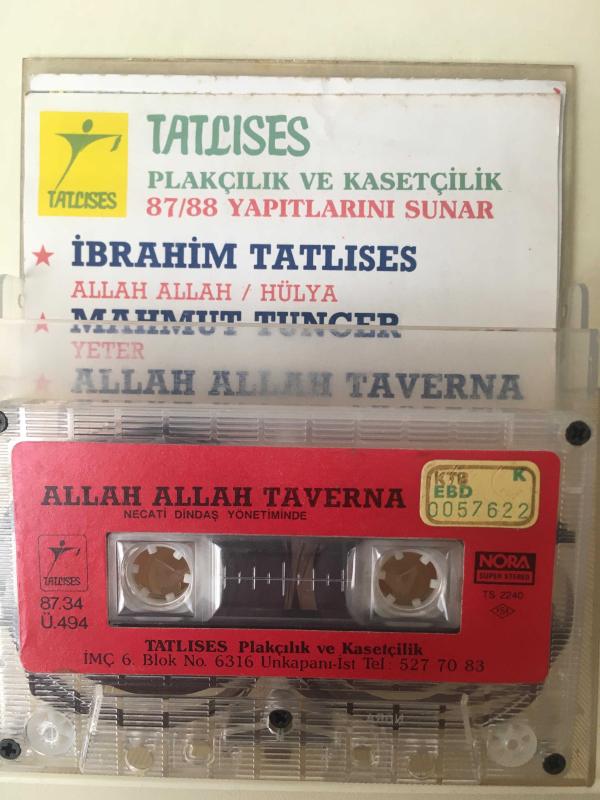 TATLISES
TATLISES
PLAKÇILIK VE KASETÇİLİK
87/88 YAPITLARINI SUNAR
★ İBRAHİM TATLISES
ALLAH ALLAH / HÜLYA
★ MAHMUT TUNCER
YETER
★ ALLAH ALLAH TAVERNA
ALLAH ALLAH TAVERNA
NECATİ DİNDAŞ YÖNETİMİNDE
KTB K
EBD
0057622
TATLISES
87.34
Ü.494
NORA
SUPER STEREO
TS 2240
TSE
TATLISES Plakçılık ve Kasetçilik
İMÇ 6. Blok No. 6316 Unkapanı-İst Tel: 527 70 83